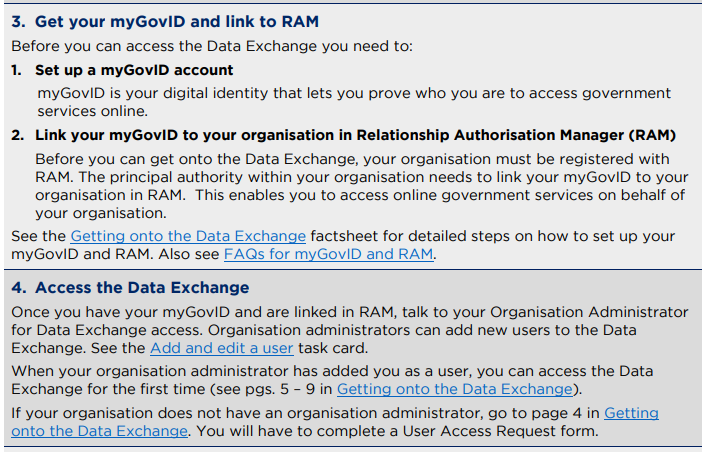 3. Get your myGovID and link to RAM
Before you can access the Data Exchange you need to:
1. Set up a myGovID account
myGovID is your digital identity that lets you prove who you are to access government
services online.
2. Link your myGovID to your organisation in Relationship Authorisation Manager (RAM)
Before you can get onto the Data Exchange, your organisation must be registered with
RAM. The principal authority within your organisation needs to link your myGovID to your
organisation in RAM.  This enables you to access online government services on behalf of
your organisation.
See the Getting onto the Data Exchange factsheet for detailed steps on how to set up your
myGovID and RAM. Also see FAQs for myGovID and RAM.
4. Access the Data Exchange
Once you have your myGovID and are linked in RAM, talk to your Organisation Administrator
for Data Exchange access. Organisation administrators can add new users to the Data
Exchange. See the Add and edit a user task card.
When your organisation administrator has added you as a user, you can access the Data
Exchange for the first time (see pgs. 5 – 9 in Getting onto the Data Exchange).
If your organisation does not have an organisation administrator, go to page 4 in Getting
onto the Data Exchange. You will have to complete a User Access Request form.